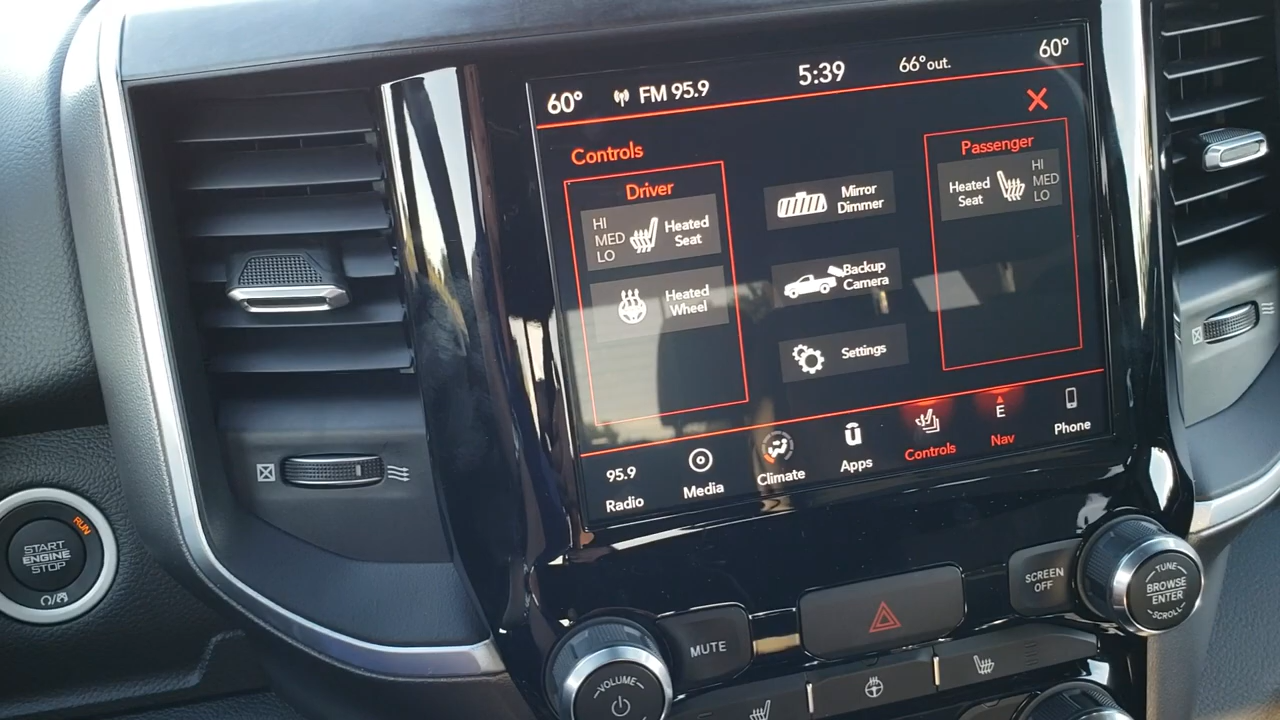 60° FM 95.9 5:39 66° out. 60°
Controls
Driver
HI
MED
LO
Heated
Seat
Heated
Wheel
Mirror
Dimmer
Backup
Camera
Settings
Passenger
Heated
Seat
HI
MED
LO
95.9
Radio
Media
Climate
Apps
Controls
E
Nav
Phone
RUN
START
ENGINE
STOP
VOLUME
MUTE
SCREEN
OFF
TUNE
BROWSE
ENTER
SCROLL